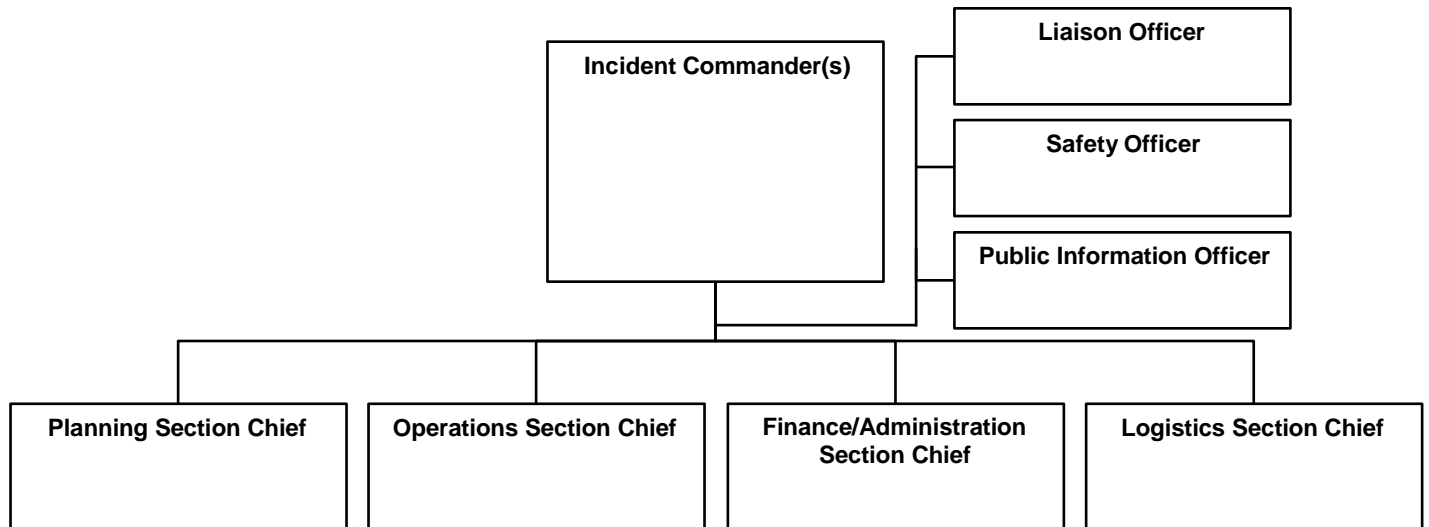 Incident Commander(s)
Liaison Officer
Safety Officer
Public Information Officer
Planning Section Chief
Operations Section Chief
Finance/Administration
Section Chief
Logistics Section Chief